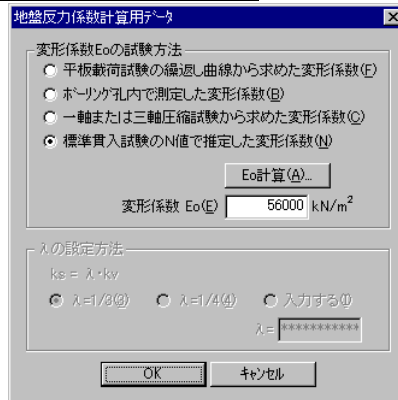 地盤反力係数計算用ﾃﾞｰﾀ
変形係数Eoの試験方法
平板載荷試験の繰返し曲線から求めた変形係数(F)
ﾎﾞｰﾘﾝｸﾞ孔内で測定した変形係数(B)
一軸または三軸圧縮試験から求めた変形係数(C)
標準貫入試験のN値で推定した変形係数(N)
Eo計算(A)...
変形係数 Eo(E) 56000 kN/m²
λの設定方法
ks = λ・kv
λ=1/3(3) λ=1/4(4) 入力する(I)
λ= ***********
OK ｷｬﾝｾﾙ